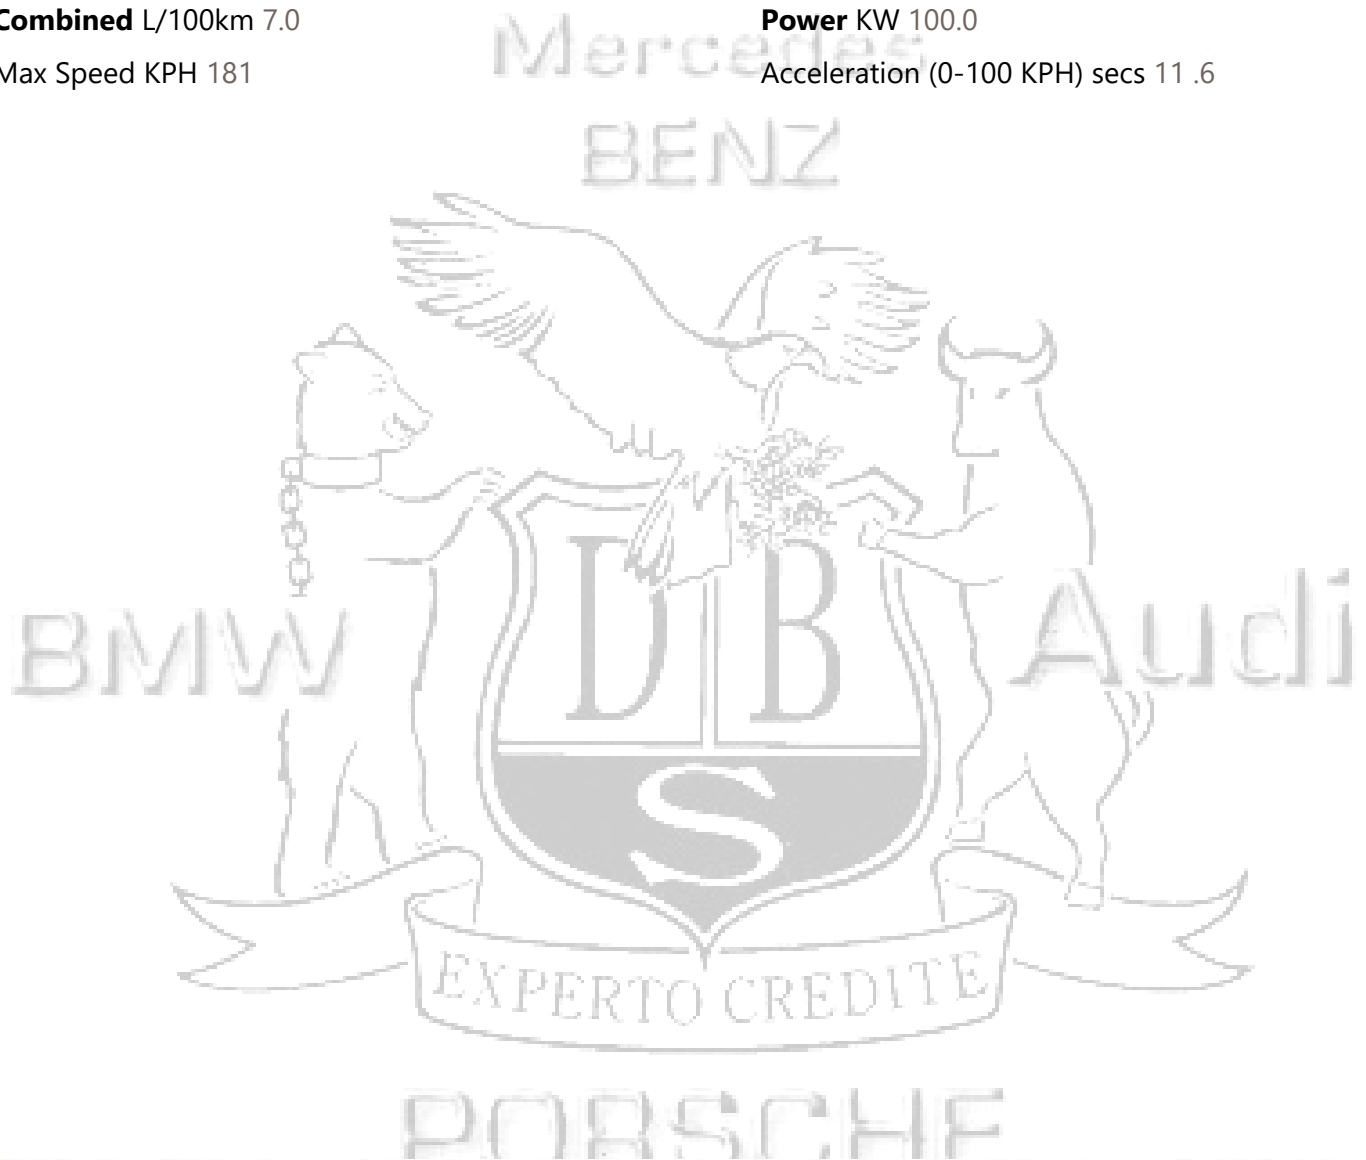 Combined L/100km 7.0
Power KW 100.0
Max Speed KPH 181
Acceleration (0-100 KPH) secs 11 .6
Mercedes
BENZ
BMW
Audi
D B
S
EXPERTO CREDITE
PORSCHE